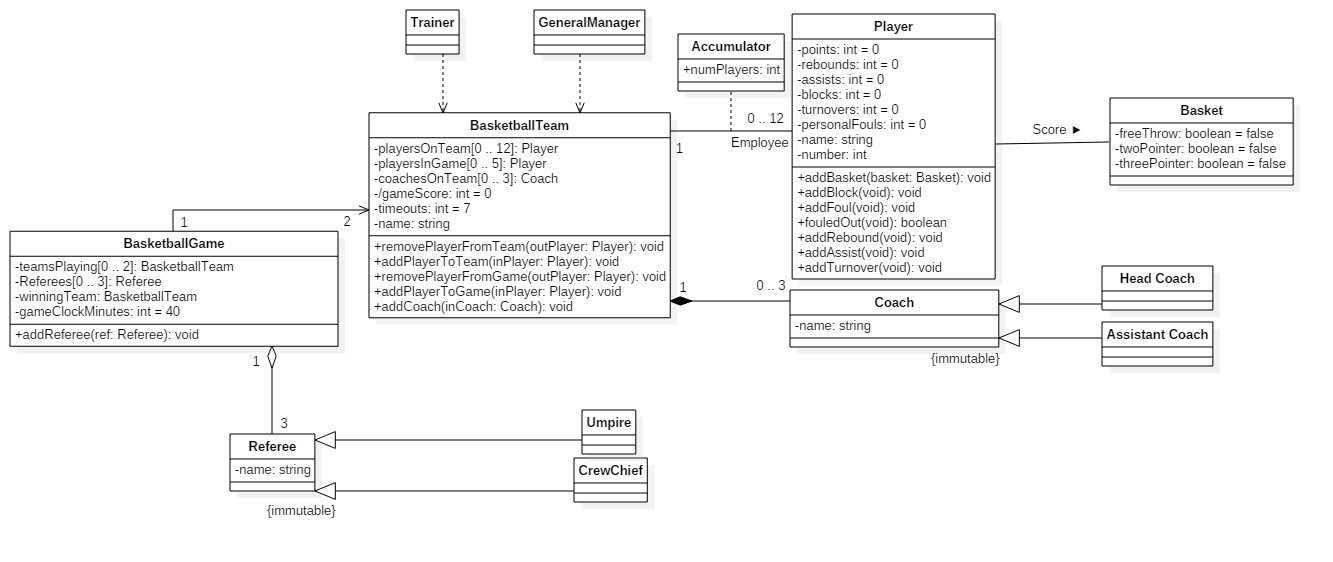 Trainer
GeneralManager
Accumulator
+numPlayers: int
Player
-points: int = 0
-rebounds: int = 0
-assists: int = 0
-blocks: int = 0
-turnovers: int = 0
-personalFouls: int = 0
-name: string
-number: int
+addBasket(basket: Basket): void
+addBlock(void): void
+addFoul(void): void
+fouledOut(void): boolean
+addRebound(void): void
+addAssist(void): void
+addTurnover(void): void
Score ►
Basket
-freeThrow: boolean = false
-twoPointer: boolean = false
-threePointer: boolean = false
0 .. 12
1
Employee
BasketballTeam
-playersOnTeam[0 .. 12]: Player
-playersInGame[0 .. 5]: Player
-coachesOnTeam[0 .. 3]: Coach
-/gameScore: int = 0
-timeouts: int = 7
-name: string
+removePlayerFromTeam(outPlayer: Player): void
+addPlayerToTeam(inPlayer: Player): void
+removePlayerFromGame(outPlayer: Player): void
+addPlayerToGame(inPlayer: Player): void
+addCoach(inCoach: Coach): void
1
2
BasketballGame
-teamsPlaying[0 .. 2]: BasketballTeam
-Referees[0 .. 3]: Referee
-winningTeam: BasketballTeam
-gameClockMinutes: int = 40
+addReferee(ref: Referee): void
1
0 .. 3
Coach
-name: string
{immutable}
Head Coach
Assistant Coach
1
3
Referee
-name: string
{immutable}
Umpire
CrewChief